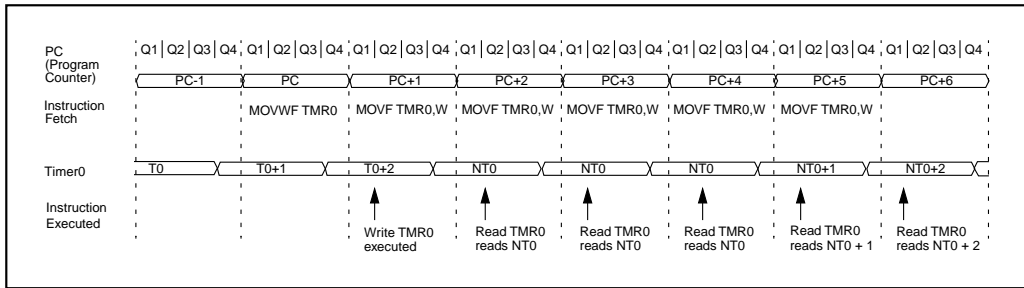 PC
(Program
Counter)
Q1 Q2 Q3 Q4 Q1 Q2 Q3 Q4 Q1 Q2 Q3 Q4 Q1 Q2 Q3 Q4 Q1 Q2 Q3 Q4 Q1 Q2 Q3 Q4 Q1 Q2 Q3 Q4 Q1 Q2 Q3 Q4
PC-1 PC PC+1 PC+2 PC+3 PC+4 PC+5 PC+6
Instruction
Fetch
MOVWF TMR0 MOVF TMR0,W MOVF TMR0,W MOVF TMR0,W MOVF TMR0,W MOVF TMR0,W
Timer0
T0 T0+1 T0+2 NT0 NT0 NT0 NT0+1 NT0+2
Instruction
Executed
Write TMR0
executed
Read TMR0
reads NT0
Read TMR0
reads NT0
Read TMR0
reads NT0
Read TMR0
reads NT0 + 1
Read TMR0
reads NT0 + 2